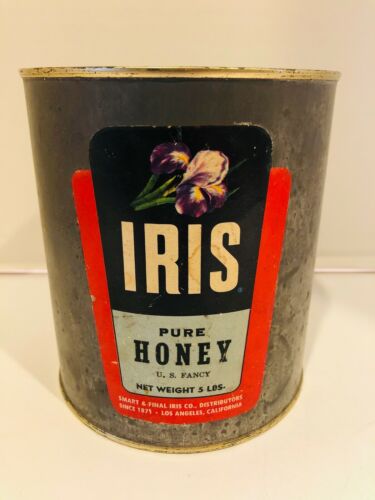 IRIS
PURE
HONEY
U. S. FANCY
NET WEIGHT 5 LBS.
SMART & FINAL IRIS CO., DISTRIBUTORS
SINCE 1871 • LOS ANGELES, CALIFORNIA